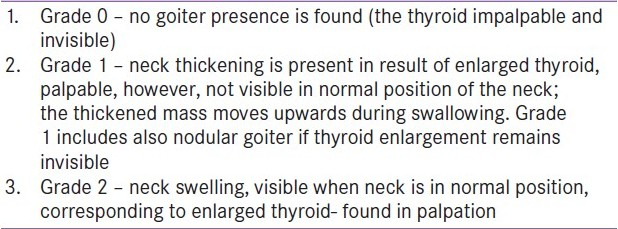 1. Grade 0 – no goiter presence is found (the thyroid impalpable and
invisible)
2. Grade 1 – neck thickening is present in result of enlarged thyroid,
palpable, however, not visible in normal position of the neck;
the thickened mass moves upwards during swallowing. Grade
1 includes also nodular goiter if thyroid enlargement remains
invisible
3. Grade 2 – neck swelling, visible when neck is in normal position,
corresponding to enlarged thyroid- found in palpation